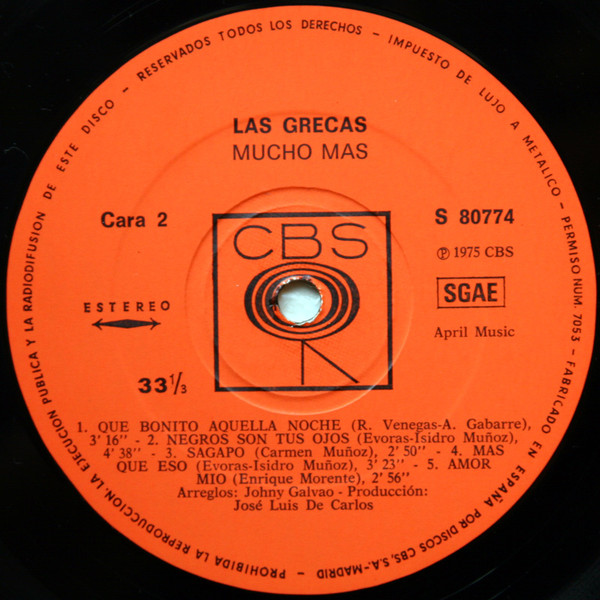 RESERVADOS TODOS LOS DERECHOS - IMPUESTO DE LUJO A METALICO - PERMISO NUM. 7053 - FABRICADO EN ESPAÑA POR DISCOS CBS, S.A.-MADRID - PROHIBIDA LA REPRODUCCION, LA EJECUCION PUBLICA Y LA RADIODIFUSION DE ESTE DISCO -
LAS GRECAS
MUCHO MAS
Cara 2
S 80774
CBS
℗ 1975 CBS
SGAE
ESTEREO
April Music
33 1/3
1. QUE BONITO AQUELLA NOCHE (R. Venegas-A. Gabarre),
3' 16" - 2. NEGROS SON TUS OJOS (Evoras-Isidro Muñoz),
4' 38" - 3. SAGAPO (Carmen Muñoz), 2' 50" - 4. MAS
QUE ESO (Evoras-Isidro Muñoz), 3' 23" - 5. AMOR
MIO (Enrique Morente), 2' 56"
Arreglos: Johny Galvao - Producción:
José Luis De Carlos